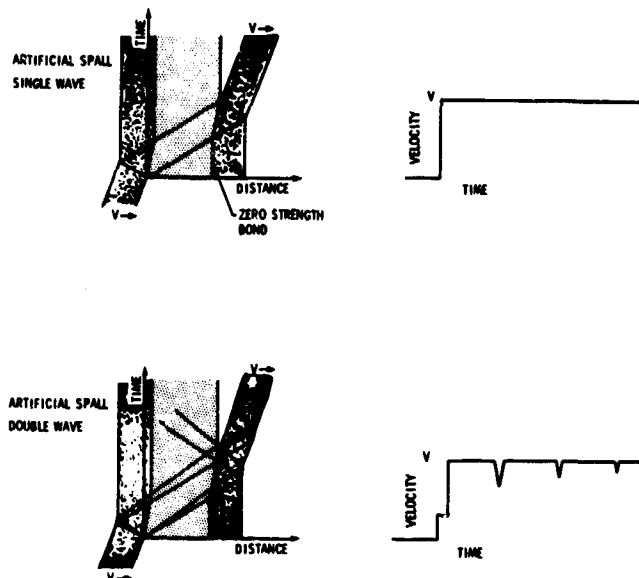 V →
TIME
ARTIFICIAL SPALL
SINGLE WAVE
DISTANCE
V →
ZERO STRENGTH
BOND
V
VELOCITY
TIME
V →
TIME
ARTIFICIAL SPALL
DOUBLE WAVE
DISTANCE
V →
V
VELOCITY
TIME